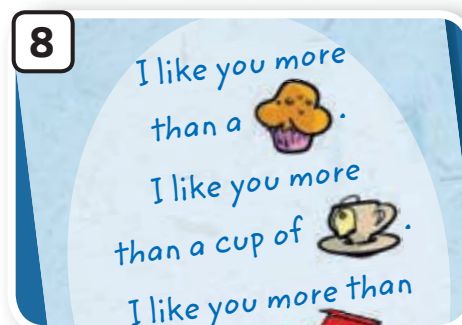 8
I like you more
than a .
I like you more
than a cup of .
I like you more than